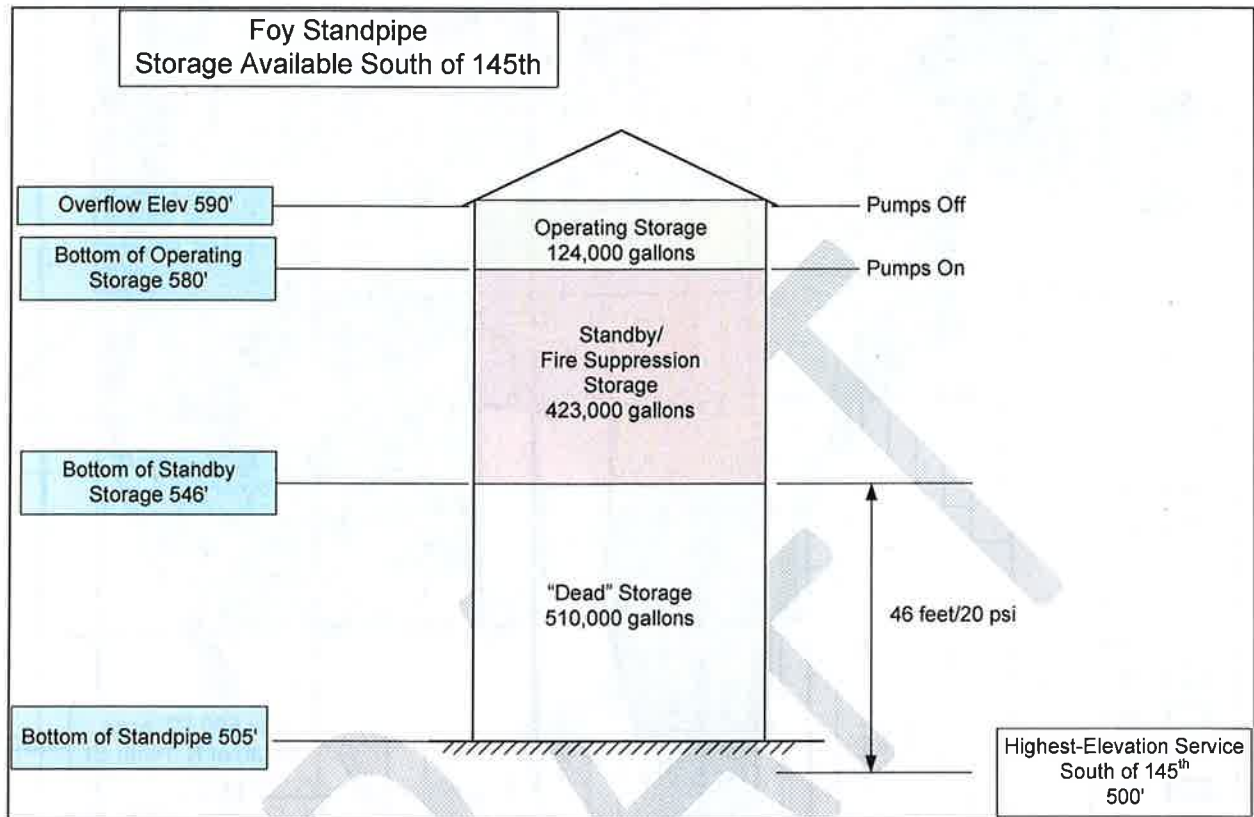 Foy Standpipe
Storage Available South of 145th
Overflow Elev 590'
Pumps Off
Operating Storage
124,000 gallons
Bottom of Operating
Storage 580'
Pumps On
Standby/
Fire Suppression
Storage
423,000 gallons
Bottom of Standby
Storage 546'
"Dead" Storage
510,000 gallons
46 feet/20 psi
Bottom of Standpipe 505'
Highest-Elevation Service
South of 145th
500'